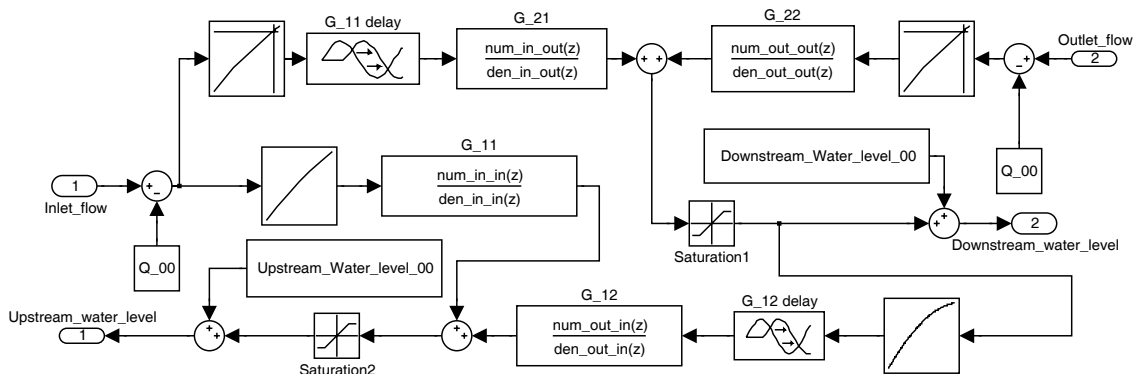 G_11 delay
G_21
num_in_out(z)
den_in_out(z)
+ +
G_22
num_out_out(z)
den_out_out(z)
+
−
Outlet_flow
2
Q_00
Downstream_Water_level_00
G_11
num_in_in(z)
den_in_in(z)
1
Inlet_flow
+
−
Q_00
Saturation1
+
+
2
Downstream_water_level
Upstream_Water_level_00
G_12
num_out_in(z)
den_out_in(z)
G_12 delay
Upstream_water_level
1
+
+
Saturation2
+
+